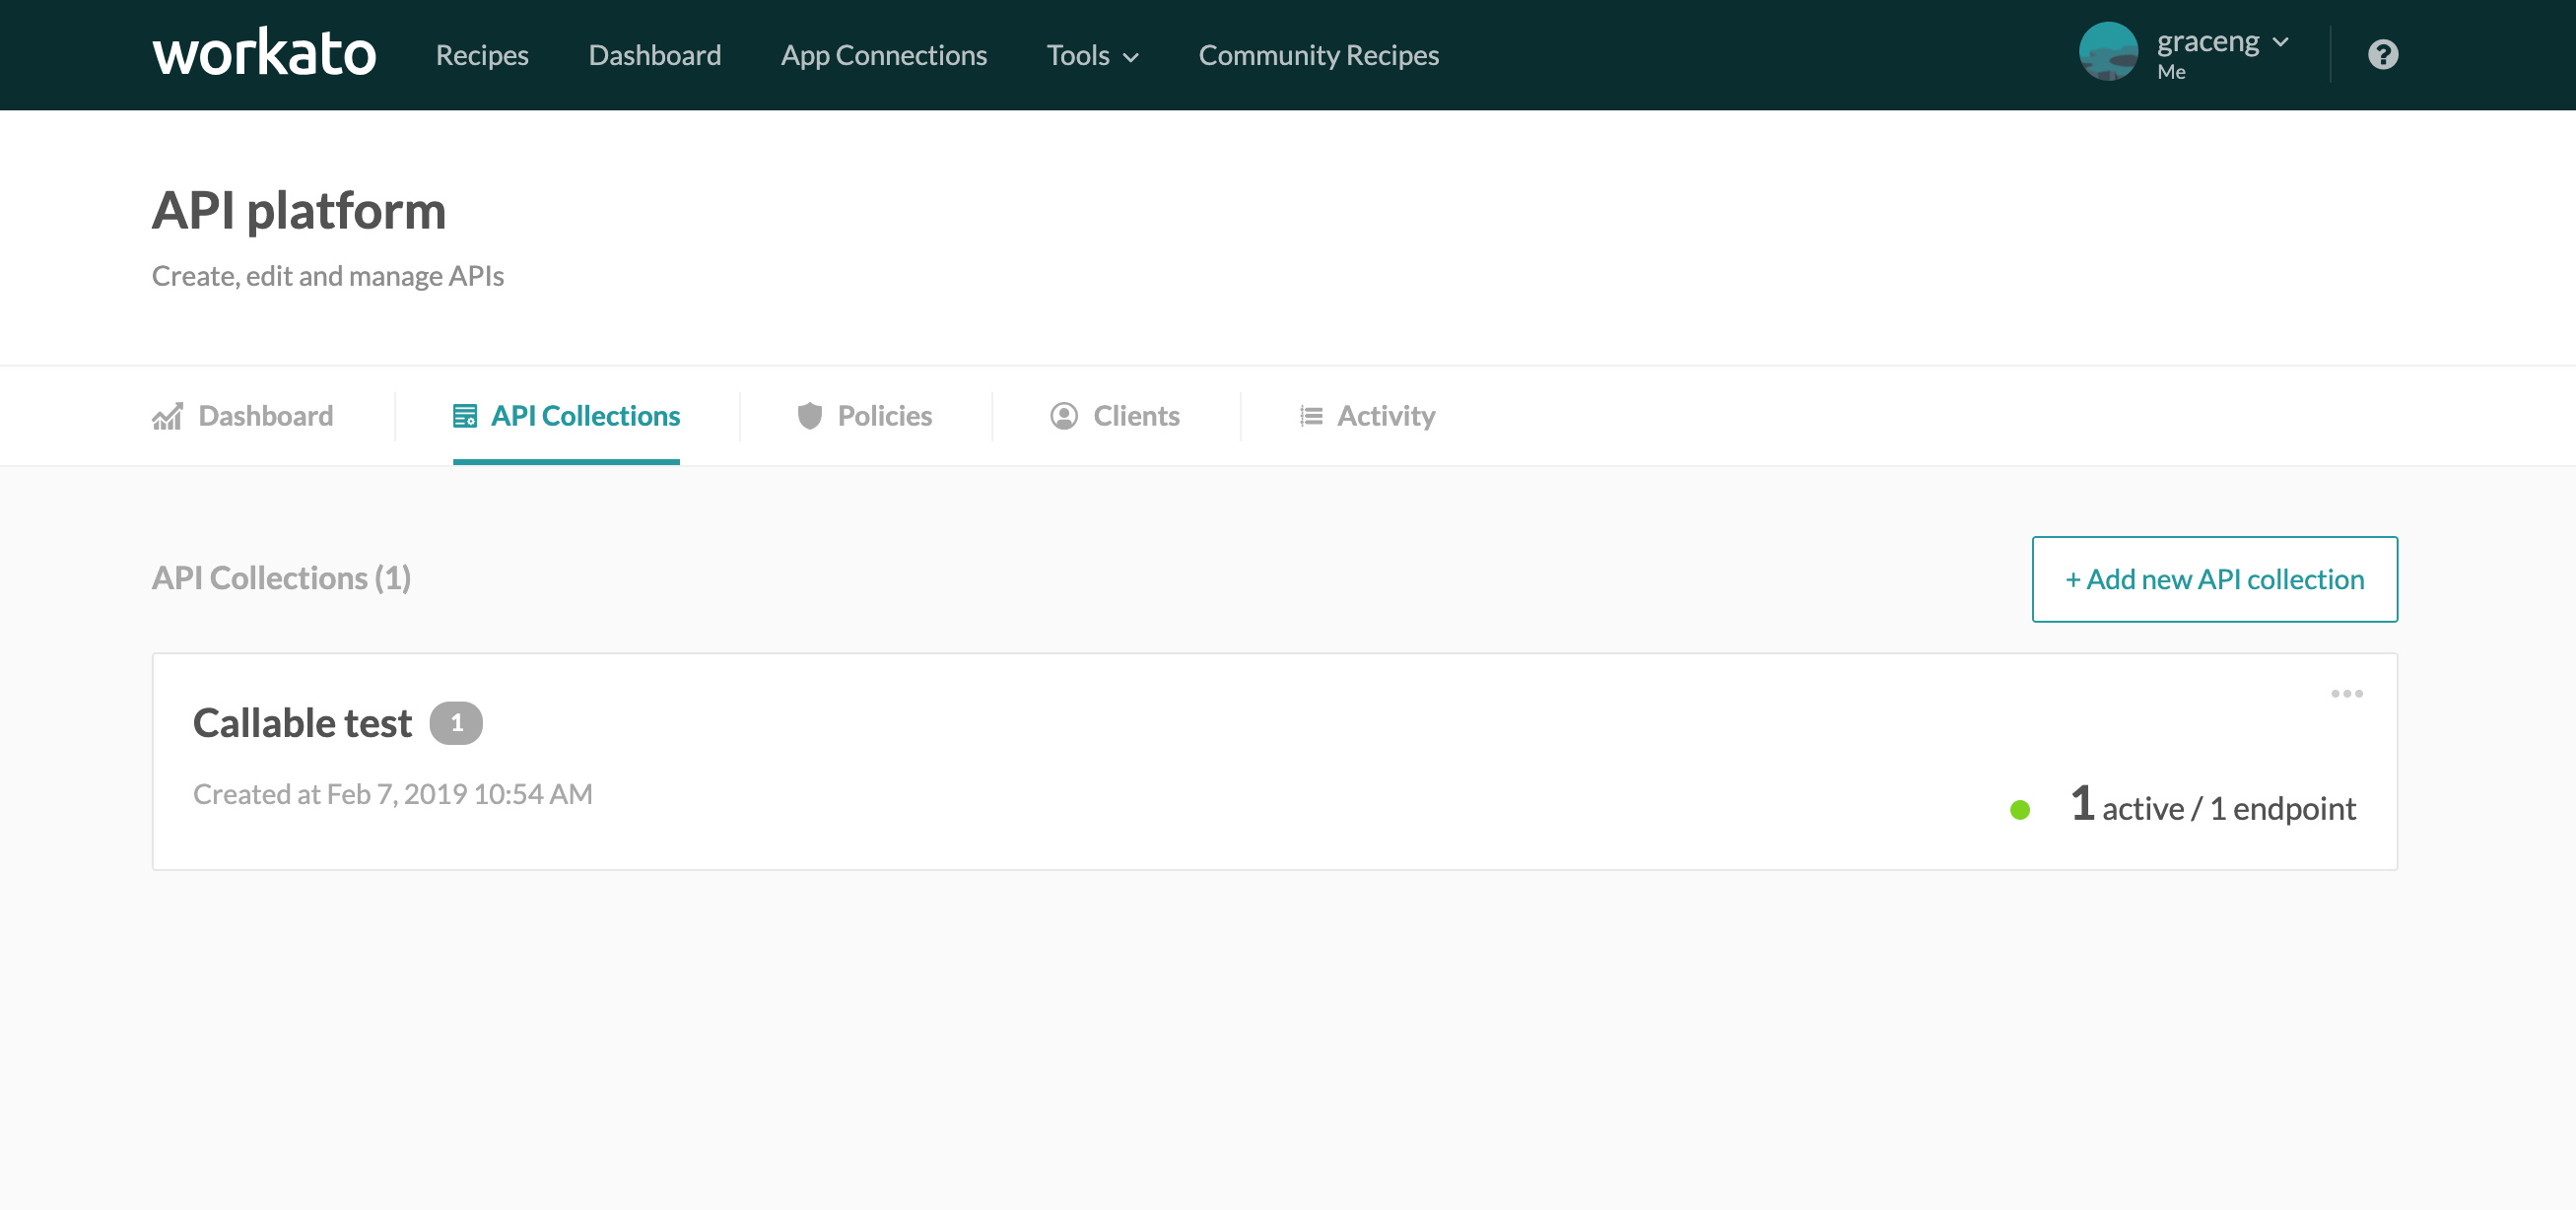 workato Recipes Dashboard App Connections Tools Community Recipes graceng
Me
API platform
Create, edit and manage APIs
Dashboard API Collections Policies Clients Activity
API Collections (1) + Add new API collection
Callable test 1
Created at Feb 7, 2019 10:54 AM
1 active / 1 endpoint